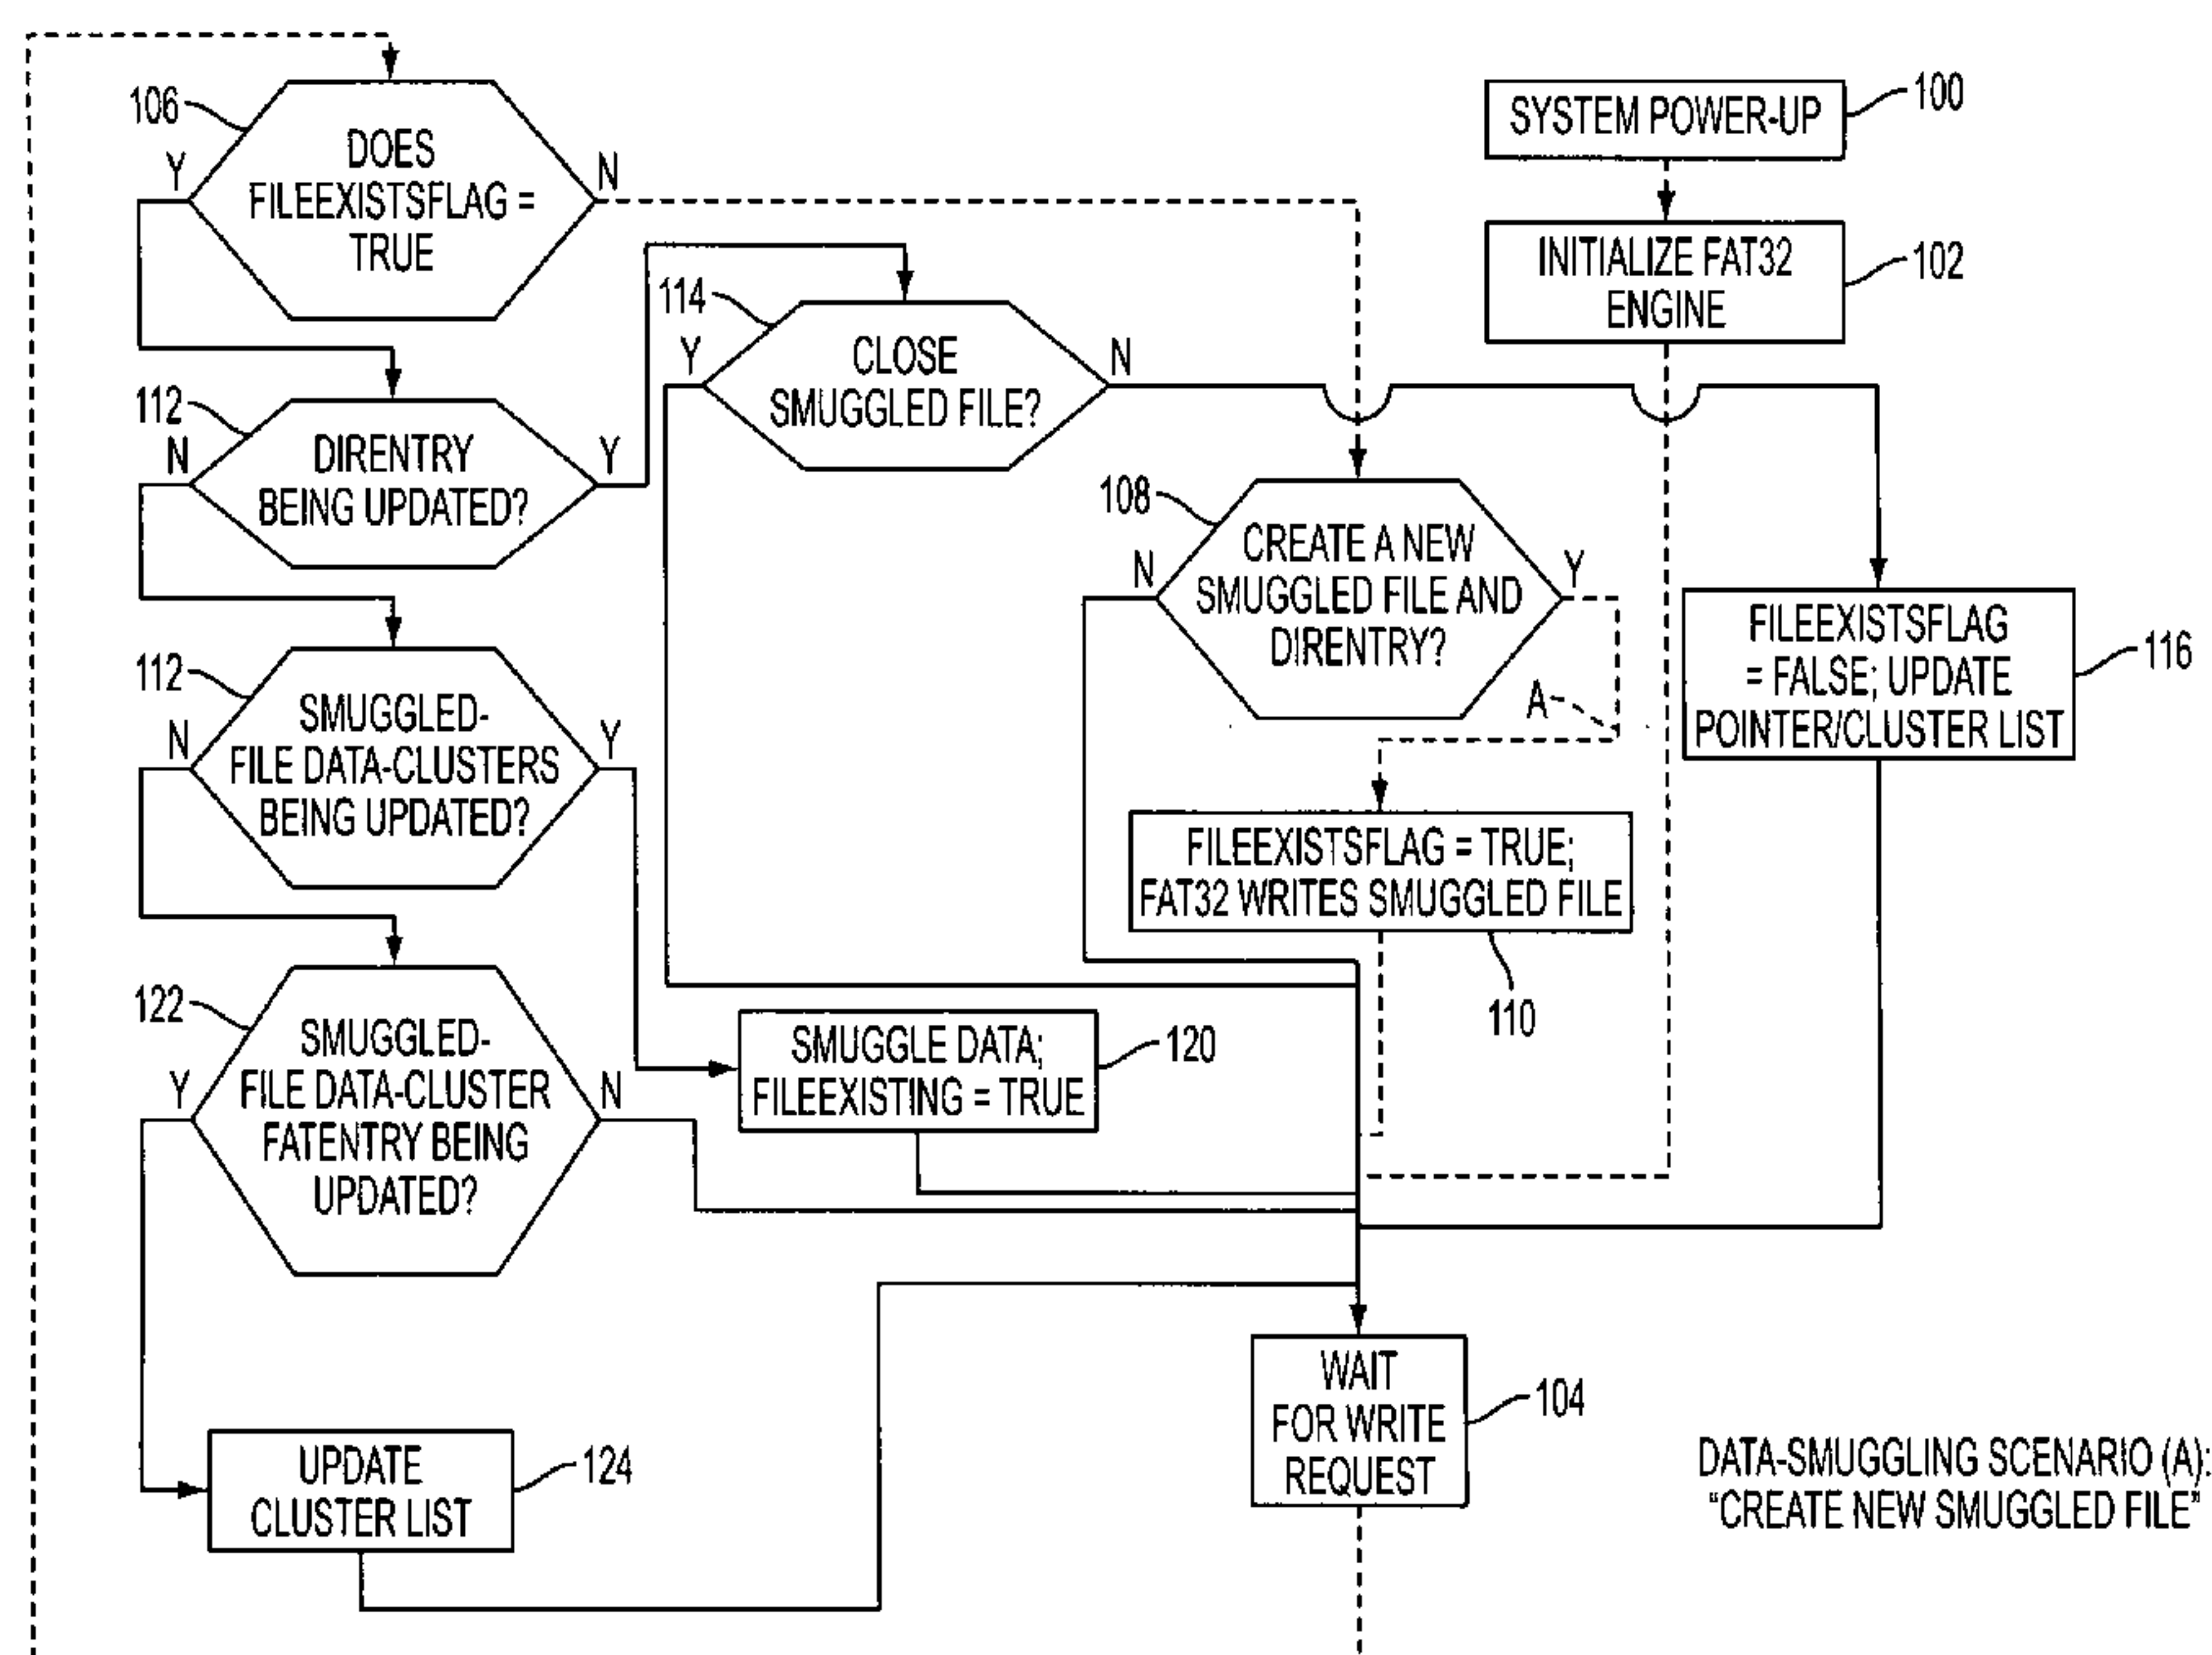 106
DOES
FILEEXISTSFLAG =
TRUE
Y
N
SYSTEM POWER-UP
100
INITIALIZE FAT32
ENGINE
102
114
CLOSE
SMUGGLED FILE?
Y
N
112
DIRENTRY
BEING UPDATED?
N
Y
108
CREATE A NEW
SMUGGLED FILE AND
DIRENTRY?
N
Y
A
FILEEXISTSFLAG
= FALSE; UPDATE
POINTER/CLUSTER LIST
116
112
SMUGGLED-
FILE DATA-CLUSTERS
BEING UPDATED?
N
Y
FILEEXISTSFLAG = TRUE;
FAT32 WRITES SMUGGLED FILE
110
122
SMUGGLED-
FILE DATA-CLUSTER
FATENTRY BEING
UPDATED?
Y
N
SMUGGLE DATA;
FILEEXISTING = TRUE
120
WAIT
FOR WRITE
REQUEST
104
UPDATE
CLUSTER LIST
124
DATA-SMUGGLING SCENARIO (A):
"CREATE NEW SMUGGLED FILE"